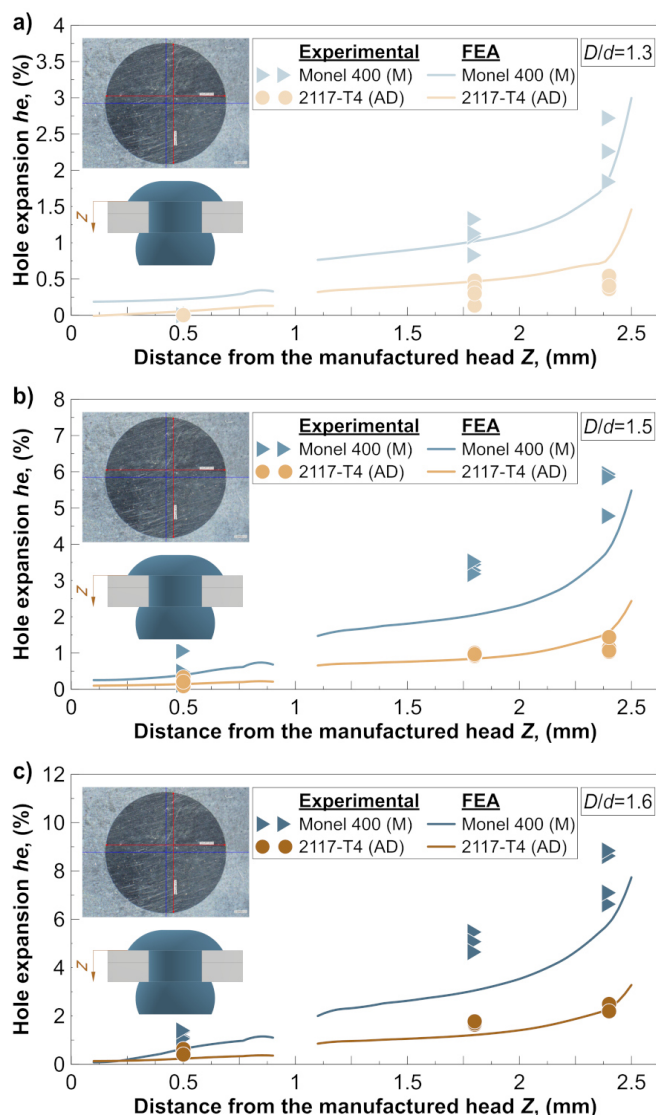 a)
Hole expansion he, (%)
4
3.5
3
2.5
2
1.5
1
0.5
0
Experimental FEA
Monel 400 (M) Monel 400 (M)
2117-T4 (AD) 2117-T4 (AD)
D/d=1.3
Z
0 0.5 1 1.5 2 2.5
Distance from the manufactured head Z, (mm)
b)
Hole expansion he, (%)
8
7
6
5
4
3
2
1
0
Experimental FEA
Monel 400 (M) Monel 400 (M)
2117-T4 (AD) 2117-T4 (AD)
D/d=1.5
Z
0 0.5 1 1.5 2 2.5
Distance from the manufactured head Z, (mm)
c)
Hole expansion he, (%)
12
10
8
6
4
2
0
Experimental FEA
Monel 400 (M) Monel 400 (M)
2117-T4 (AD) 2117-T4 (AD)
D/d=1.6
Z
0 0.5 1 1.5 2 2.5
Distance from the manufactured head Z, (mm)